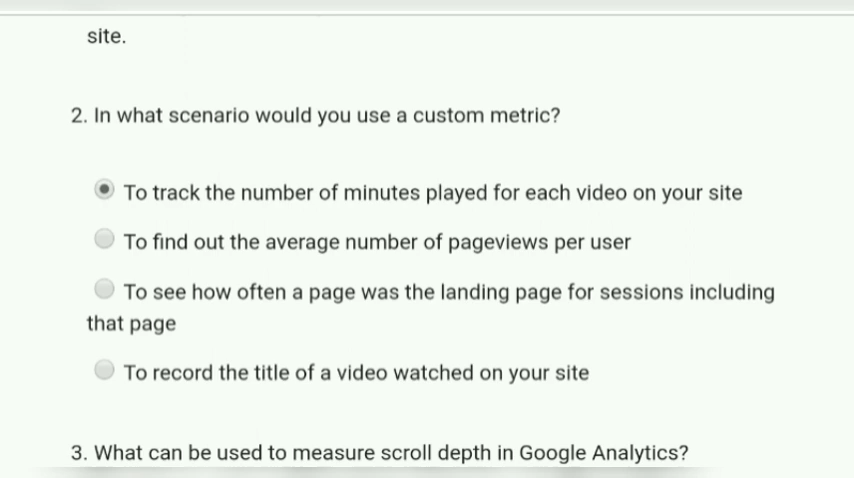 site.
2. In what scenario would you use a custom metric?
To track the number of minutes played for each video on your site
To find out the average number of pageviews per user
To see how often a page was the landing page for sessions including
that page
To record the title of a video watched on your site
3. What can be used to measure scroll depth in Google Analytics?